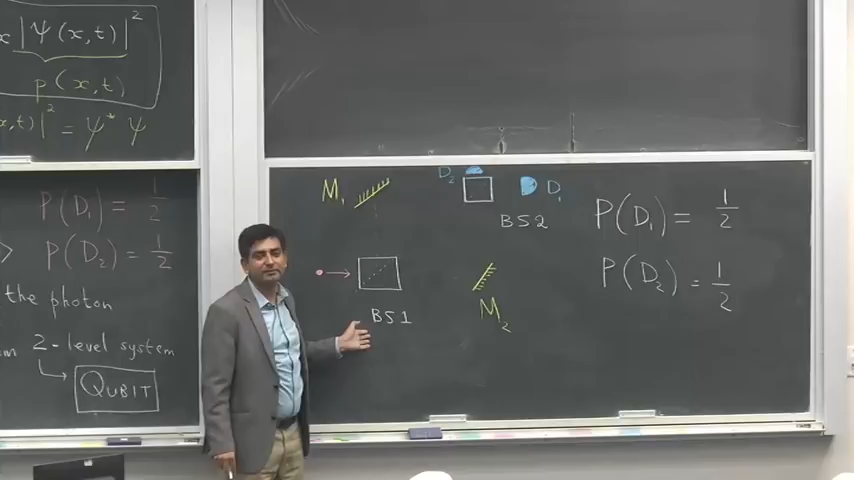 x |Ψ(x,t)|²
p(x,t)
x,t)|² = Ψ* Ψ
P(D₁) = 1/2
> P(D₂) = 1/2
the photon
2-level system
QUBIT
M₁
D₂
D₁
BS2
BS1
M₂
P(D₁) = 1/2
P(D₂) = 1/2